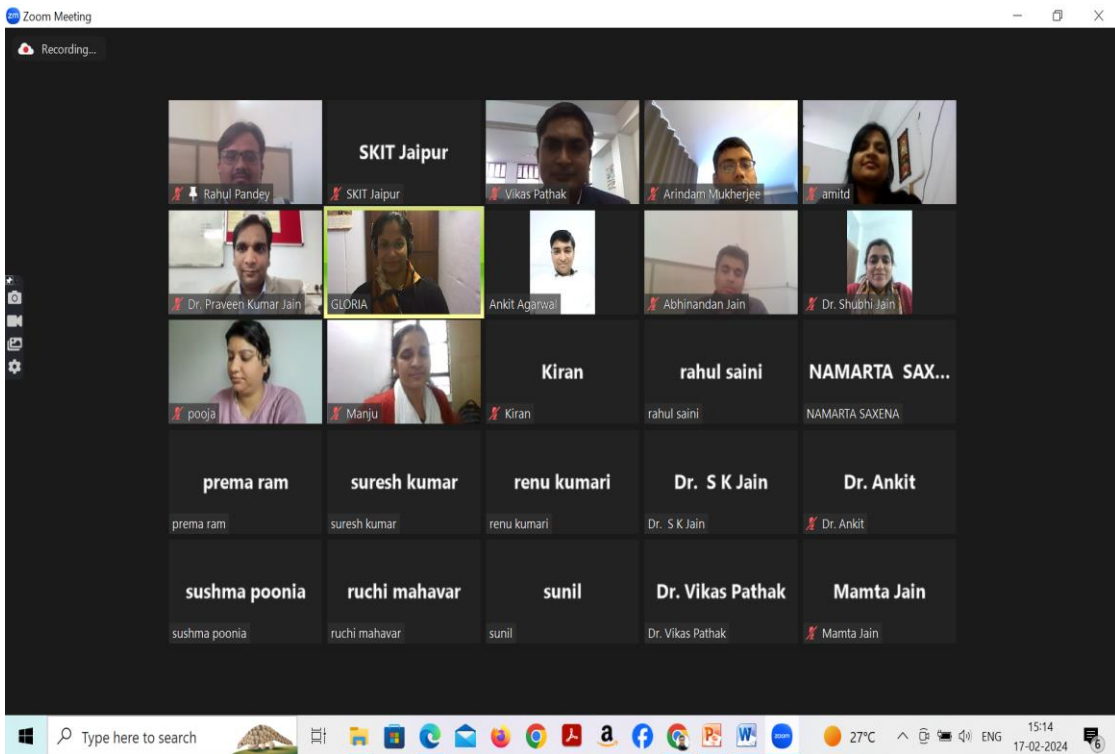 Zoom Meeting
Recording...
Rahul Pandey
SKIT Jaipur
SKIT Jaipur
Vikas Pathak
Arindam Mukherjee
amitd
Dr. Praveen Kumar Jain
GLORIA
Ankit Agarwal
Abhinandan Jain
Dr. Shubhi Jain
pooja
Manju
Kiran
Kiran
rahul saini
rahul saini
NAMARTA SAX...
NAMARTA SAXENA
prema ram
prema ram
suresh kumar
suresh kumar
renu kumari
renu kumari
Dr. S K Jain
Dr. S K Jain
Dr. Ankit
Dr. Ankit
sushma poonia
sushma poonia
ruchi mahavar
ruchi mahavar
sunil
sunil
Dr. Vikas Pathak
Dr. Vikas Pathak
Mamta Jain
Mamta Jain
Type here to search
27°C
ENG
15:14
17-02-2024